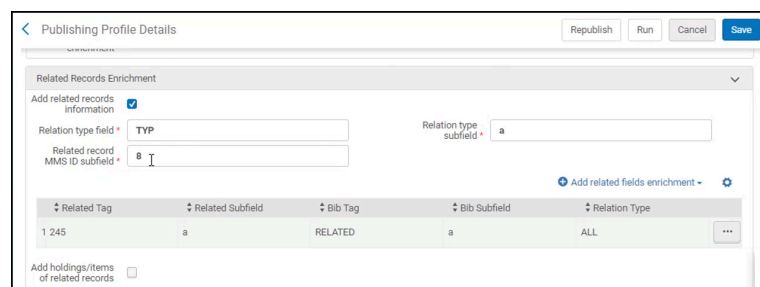 Publishing Profile Details Republish Run Cancel Save
enrichment
Related Records Enrichment
Add related records
information
Relation type field * TYP
Relation type
subfield * a
Related record
MMS ID subfield * 8
Add related fields enrichment
Related Tag Related Subfield Bib Tag Bib Subfield Relation Type
1 245 a RELATED a ALL ...
Add holdings/items
of related records